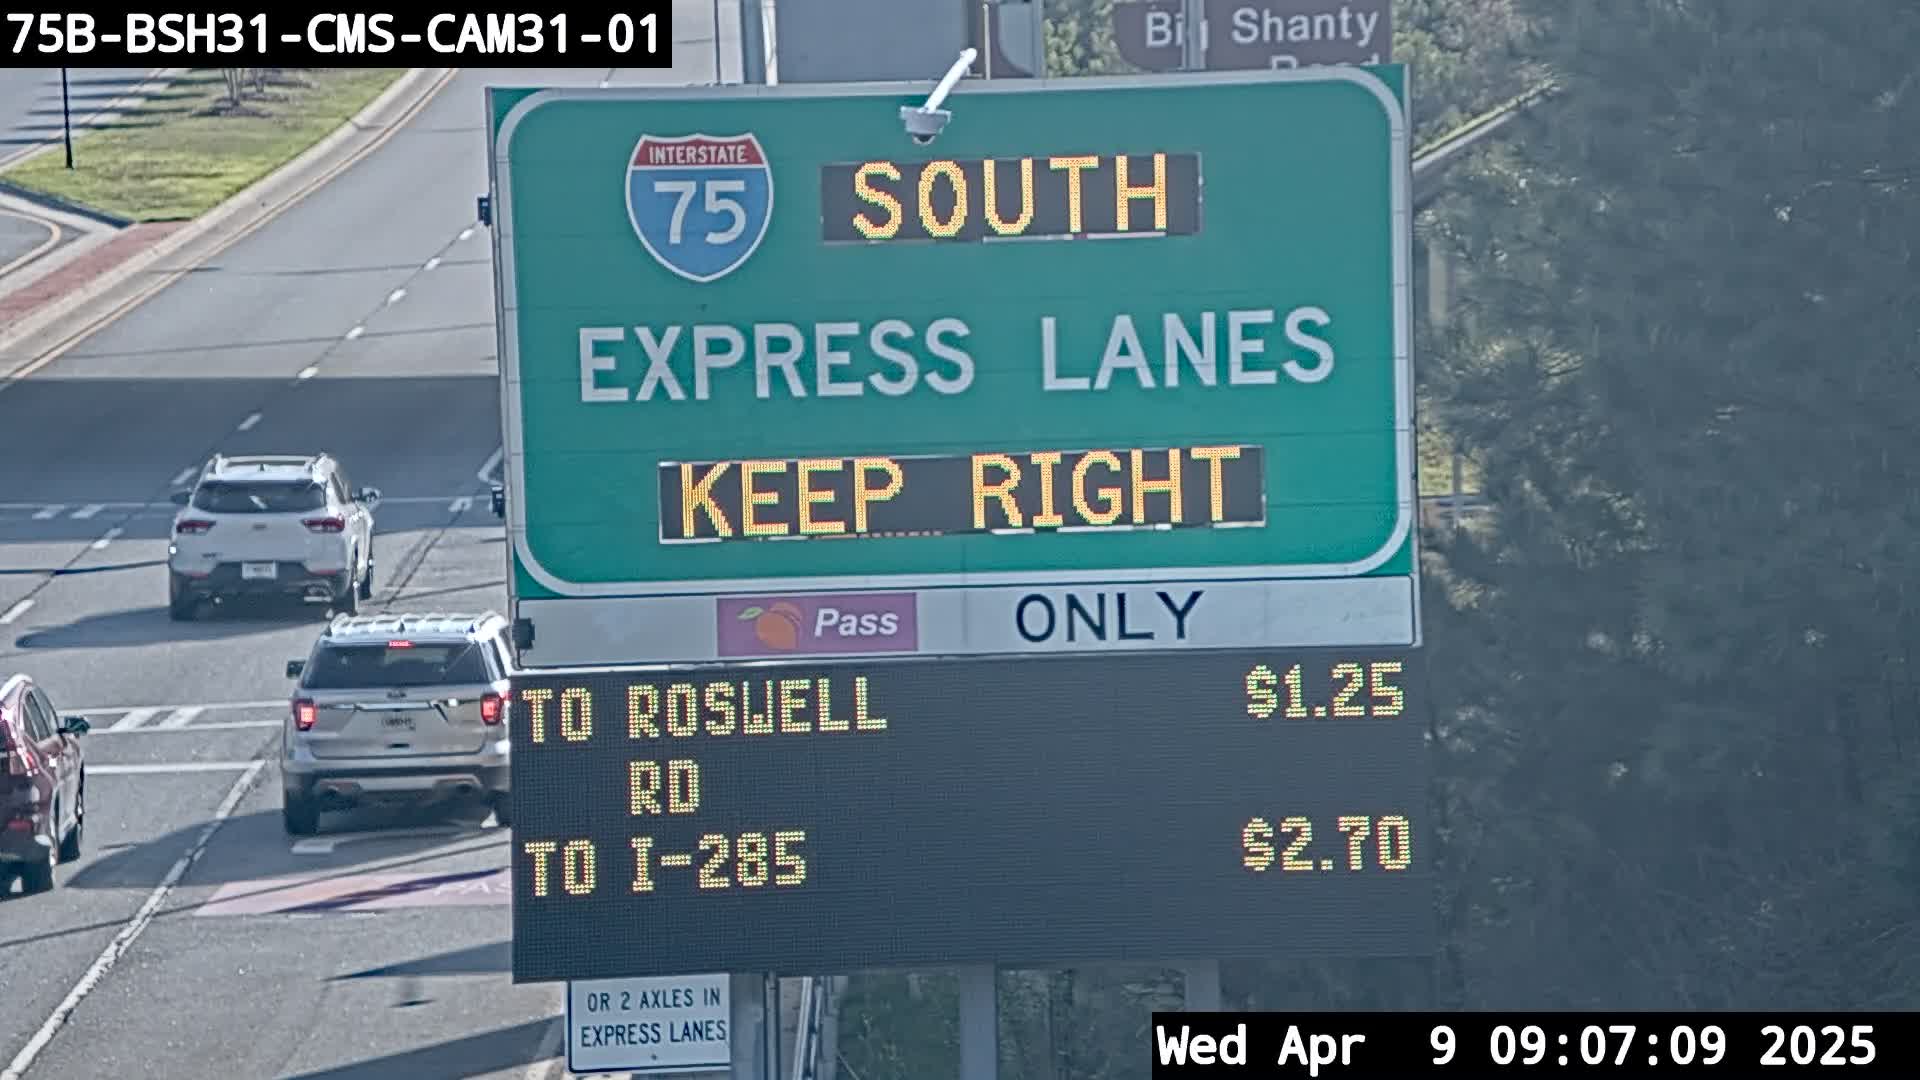 75B-BSH31-CMS-CAM31-01
Big Shanty
Road
INTERSTATE
75
SOUTH
EXPRESS LANES
KEEP RIGHT
Pass ONLY
TO ROSWELL $1.25
RD
TO I-285 $2.70
OR 2 AXLES IN
EXPRESS LANES
Wed Apr 9 09:07:09 2025